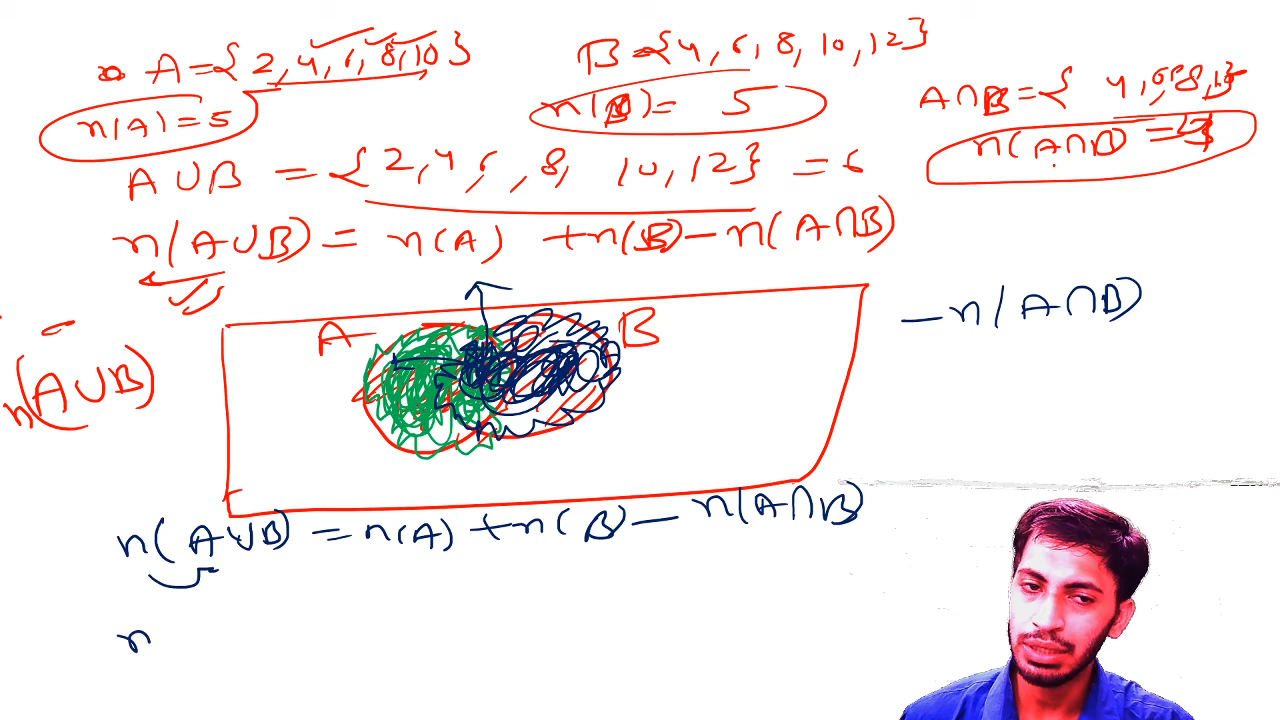 A = {2, 4, 6, 8, 10}
B = {4, 6, 8, 10, 12}
n(A) = 5
n(B) = 5
A∩B = { 4, 6, 8, 10}
n(A∩B) =
A∪B = {2, 4, 6, 8, 10, 12} = 6
n(A∪B) = n(A) + n(B) - n(A∩B)
- n(A∩B)
A
B
n(A∪B)
n(A∪B) = n(A) + n(B) - n(A∩B)
n